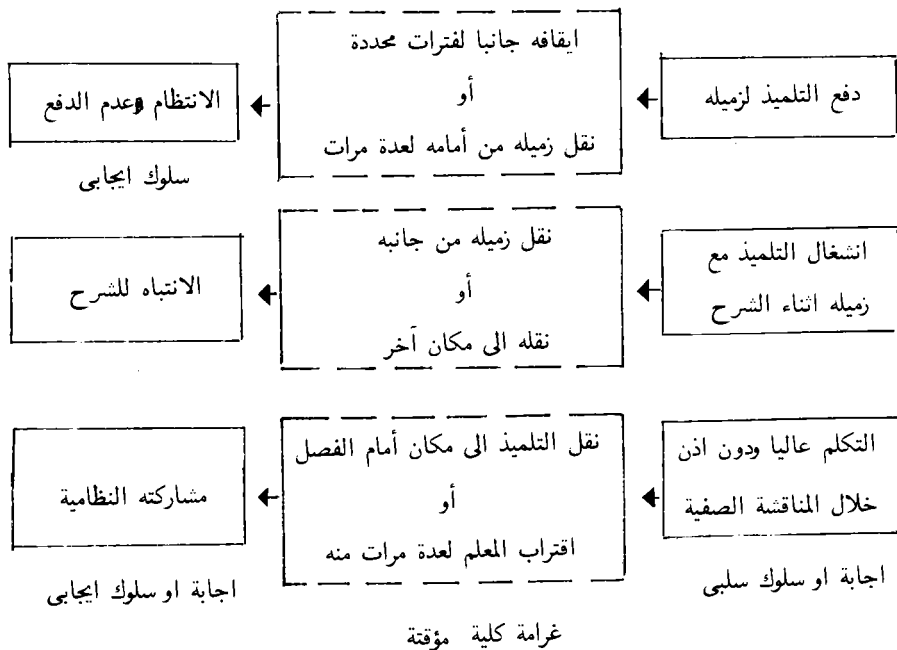 دفع التلميذ لزميله
ايقافه جانبا لفترات محددة
أو
نقل زميله من أمامه لعدة مرات
الانتظام وعدم الدفع
سلوك ايجابى
انشغال التلميذ مع
زميله اثناء الشرح
نقل زميله من جانبه
أو
نقله الى مكان آخر
الانتباه للشرح
التكلم عاليا ودون اذن
خلال المناقشة الصفية
اجابة او سلوك سلبى
نقل التلميذ الى مكان أمام الفصل
أو
اقتراب المعلم لعدة مرات منه
غرامة كلية مؤقتة
مشاركته النظامية
اجابة او سلوك ايجابى